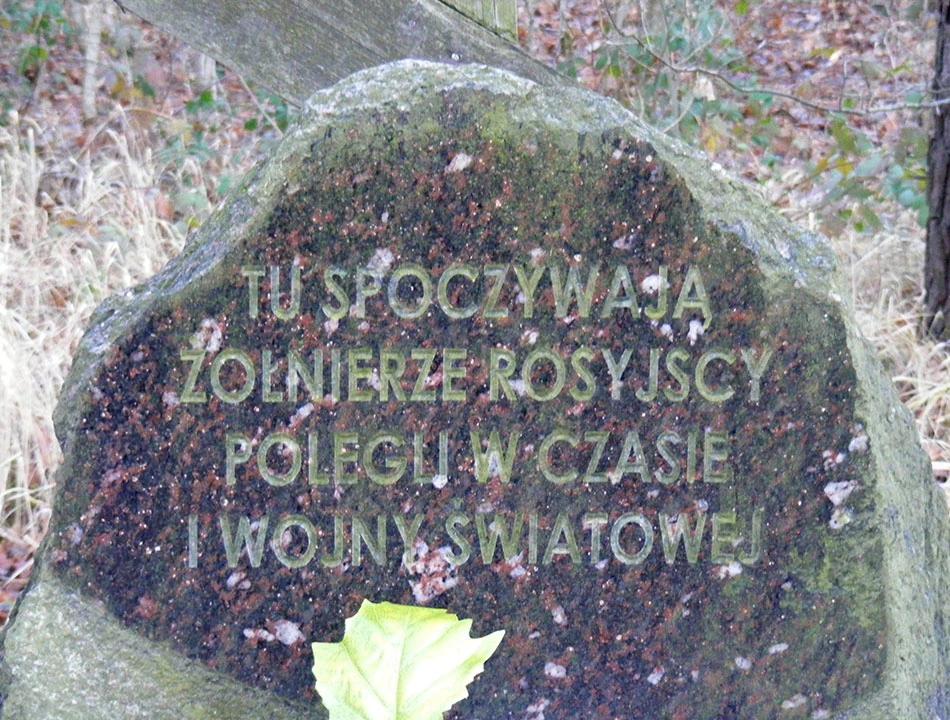 TU SPOCZYWAJĄ
ŻOŁNIERZE ROSYJSCY
POLEGLI W CZASIE
I WOJNY ŚWIATOWEJ